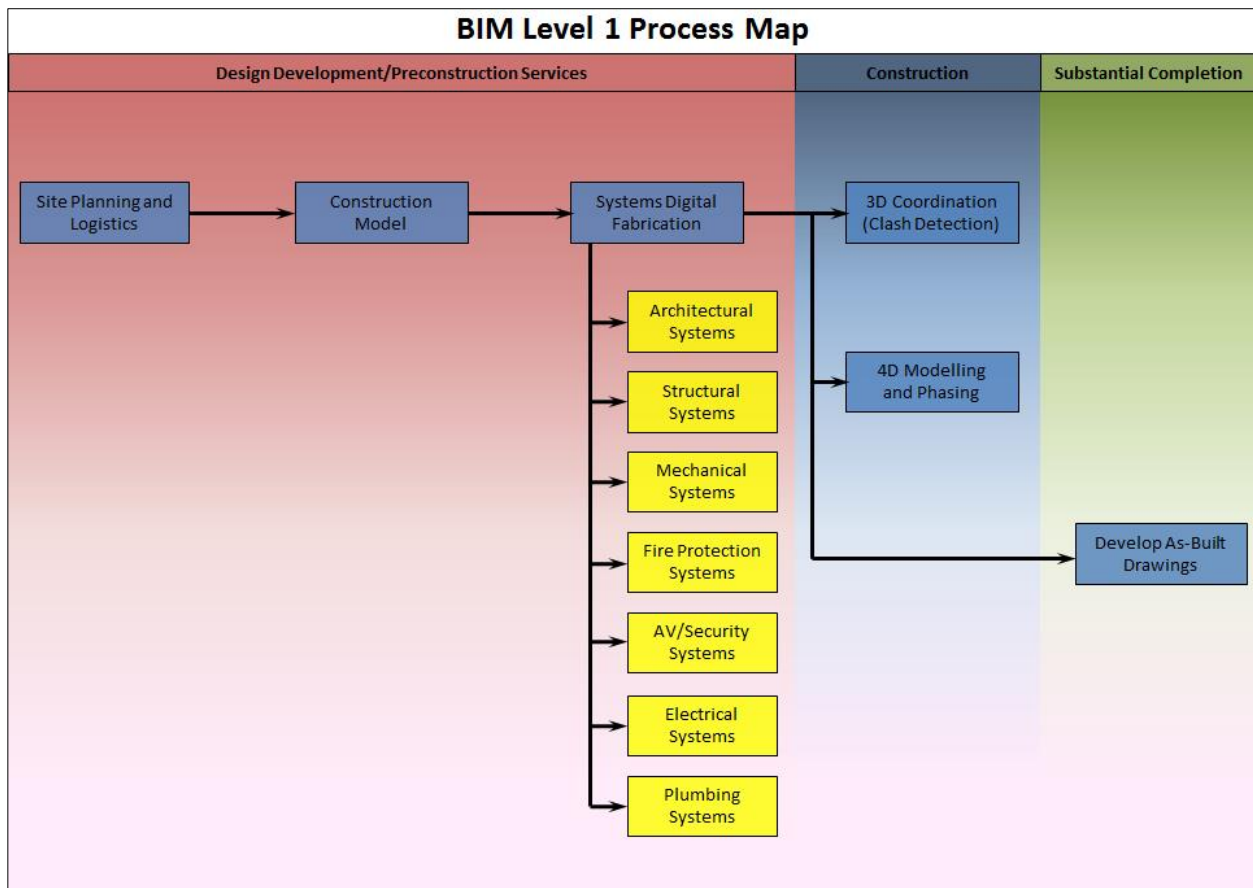 BIM Level 1 Process Map
Design Development/Preconstruction Services
Construction
Substantial Completion
Site Planning and
Logistics
Construction
Model
Systems Digital
Fabrication
3D Coordination
(Clash Detection)
Architectural
Systems
Structural
Systems
Mechanical
Systems
Fire Protection
Systems
AV/Security
Systems
Electrical
Systems
Plumbing
Systems
4D Modelling
and Phasing
Develop As-Built
Drawings